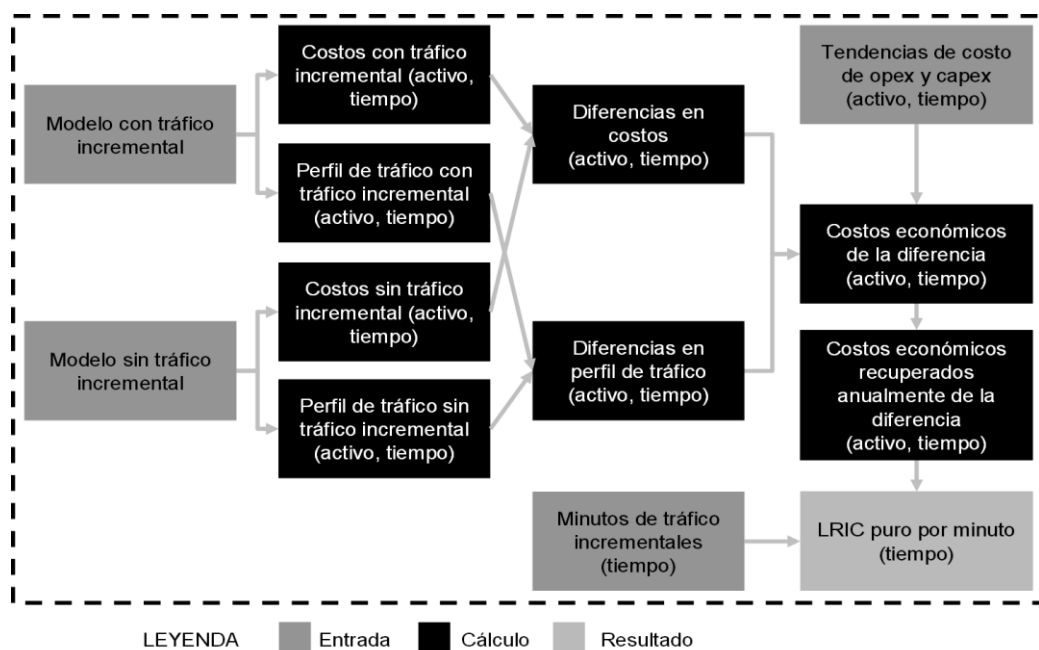 Modelo con tráfico
incremental
Modelo sin tráfico
incremental
Costos con tráfico
incremental (activo,
tiempo)
Perfil de tráfico con
tráfico incremental
(activo, tiempo)
Costos sin tráfico
incremental (activo,
tiempo)
Perfil de tráfico sin
tráfico incremental
(activo, tiempo)
Diferencias en
costos
(activo, tiempo)
Diferencias en
perfil de tráfico
(activo, tiempo)
Minutos de tráfico
incrementales
(tiempo)
Tendencias de costo
de opex y capex
(activo, tiempo)
Costos económicos
de la diferencia
(activo, tiempo)
Costos económicos
recuperados
anualmente de la
diferencia
(activo, tiempo)
LRIC puro por minuto
(tiempo)
LEYENDA Entrada Cálculo Resultado